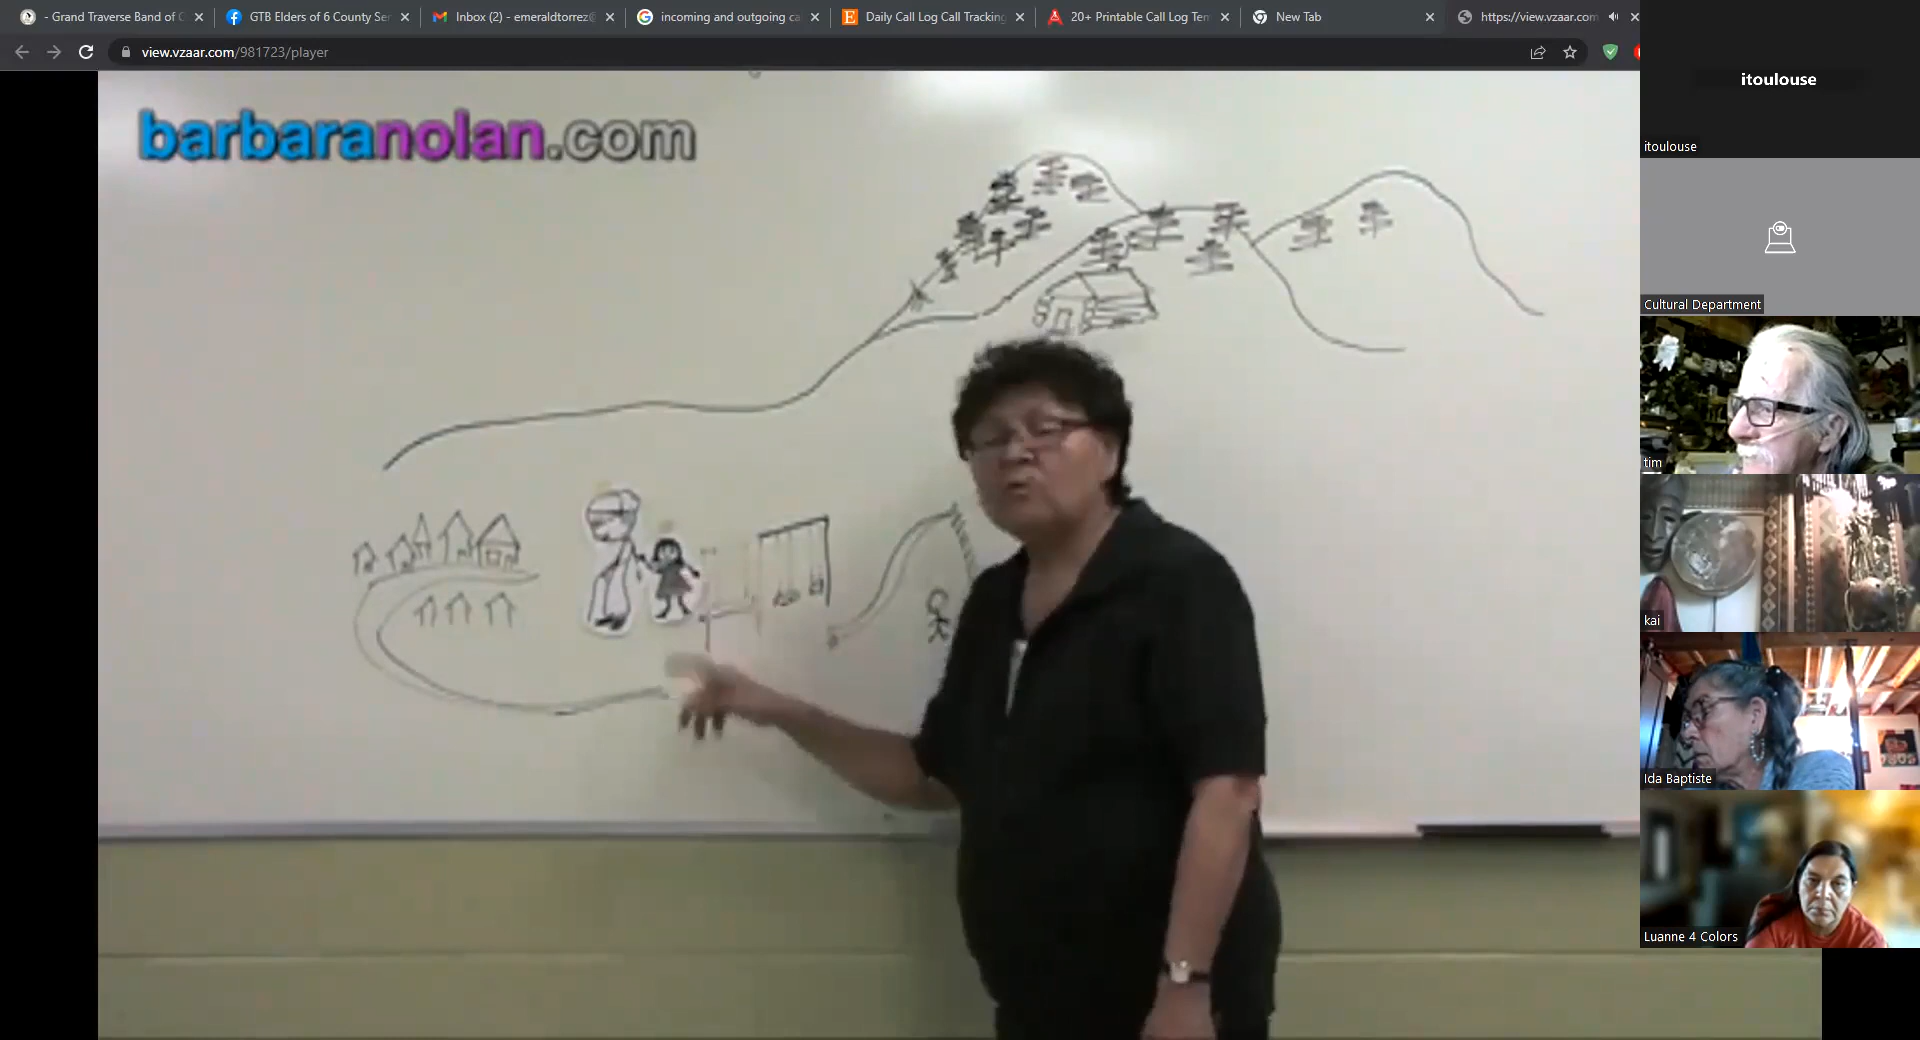 - Grand Traverse Band of
GTB Elders of 6 County Ser
Inbox (2) - emeraldtorrez
incoming and outgoing ca
Daily Call Log Call Tracking
20+ Printable Call Log Ten
New Tab
https://view.vzaar.com
view.vzaar.com/981723/player
barbaranolan.com
itoulouse
itoulouse
Cultural Department
tim
kai
Ida Baptiste
Luanne 4 Colors